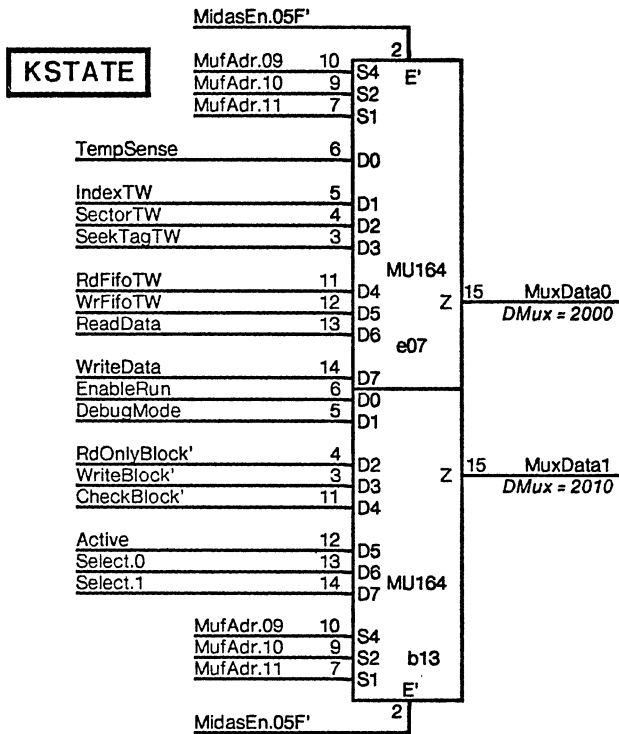 MidasEn.05F'
2
KSTATE
MufAdr.09 10 S4 E'
MufAdr.10 9 S2
MufAdr.11 7 S1
TempSense 6 D0
IndexTW 5 D1
SectorTW 4 D2
SeekTagTW 3 D3
MU164
RdFifoTW 11 D4
WrFifoTW 12 D5
ReadData 13 D6
Z 15 MuxData0
DMux = 2000
e07
WriteData 14 D7
EnableRun 6 D0
DebugMode 5 D1
RdOnlyBlock' 4 D2
WriteBlock' 3 D3
CheckBlock' 11 D4
Z 15 MuxData1
DMux = 2010
Active 12 D5
Select.0 13 D6
Select.1 14 D7
MU164
MufAdr.09 10 S4
MufAdr.10 9 S2 b13
MufAdr.11 7 S1
E'
2
MidasEn.05F'